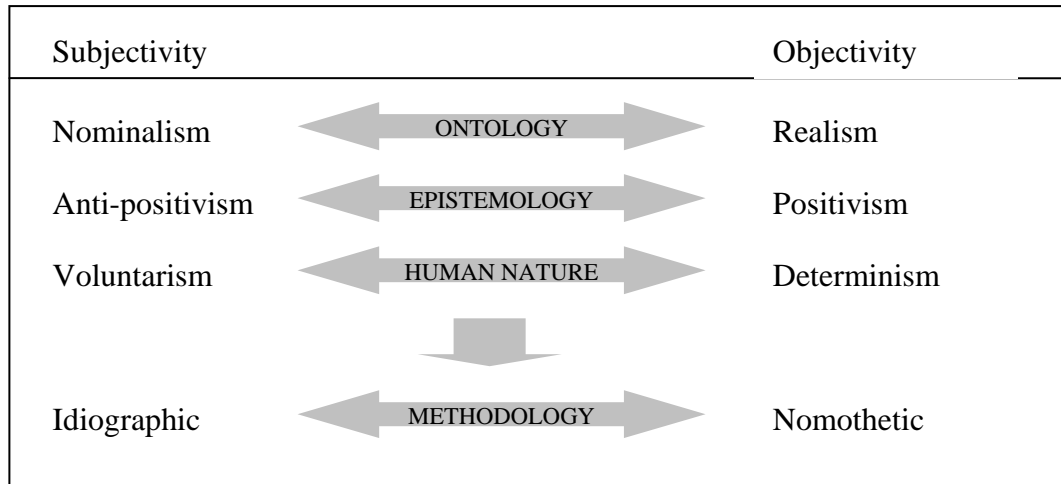 Subjectivity Objectivity
Nominalism ONTOLOGY Realism
Anti-positivism EPISTEMOLOGY Positivism
Voluntarism HUMAN NATURE Determinism
Idiographic METHODOLOGY Nomothetic